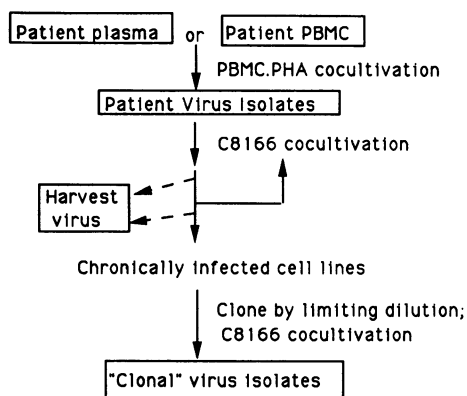 Patient plasma or Patient PBMC
PBMC.PHA cocultivation
Patient Virus Isolates
C8166 cocultivation
Harvest
virus
Chronically infected cell lines
Clone by limiting dilution;
C8166 cocultivation
"Clonal" virus isolates